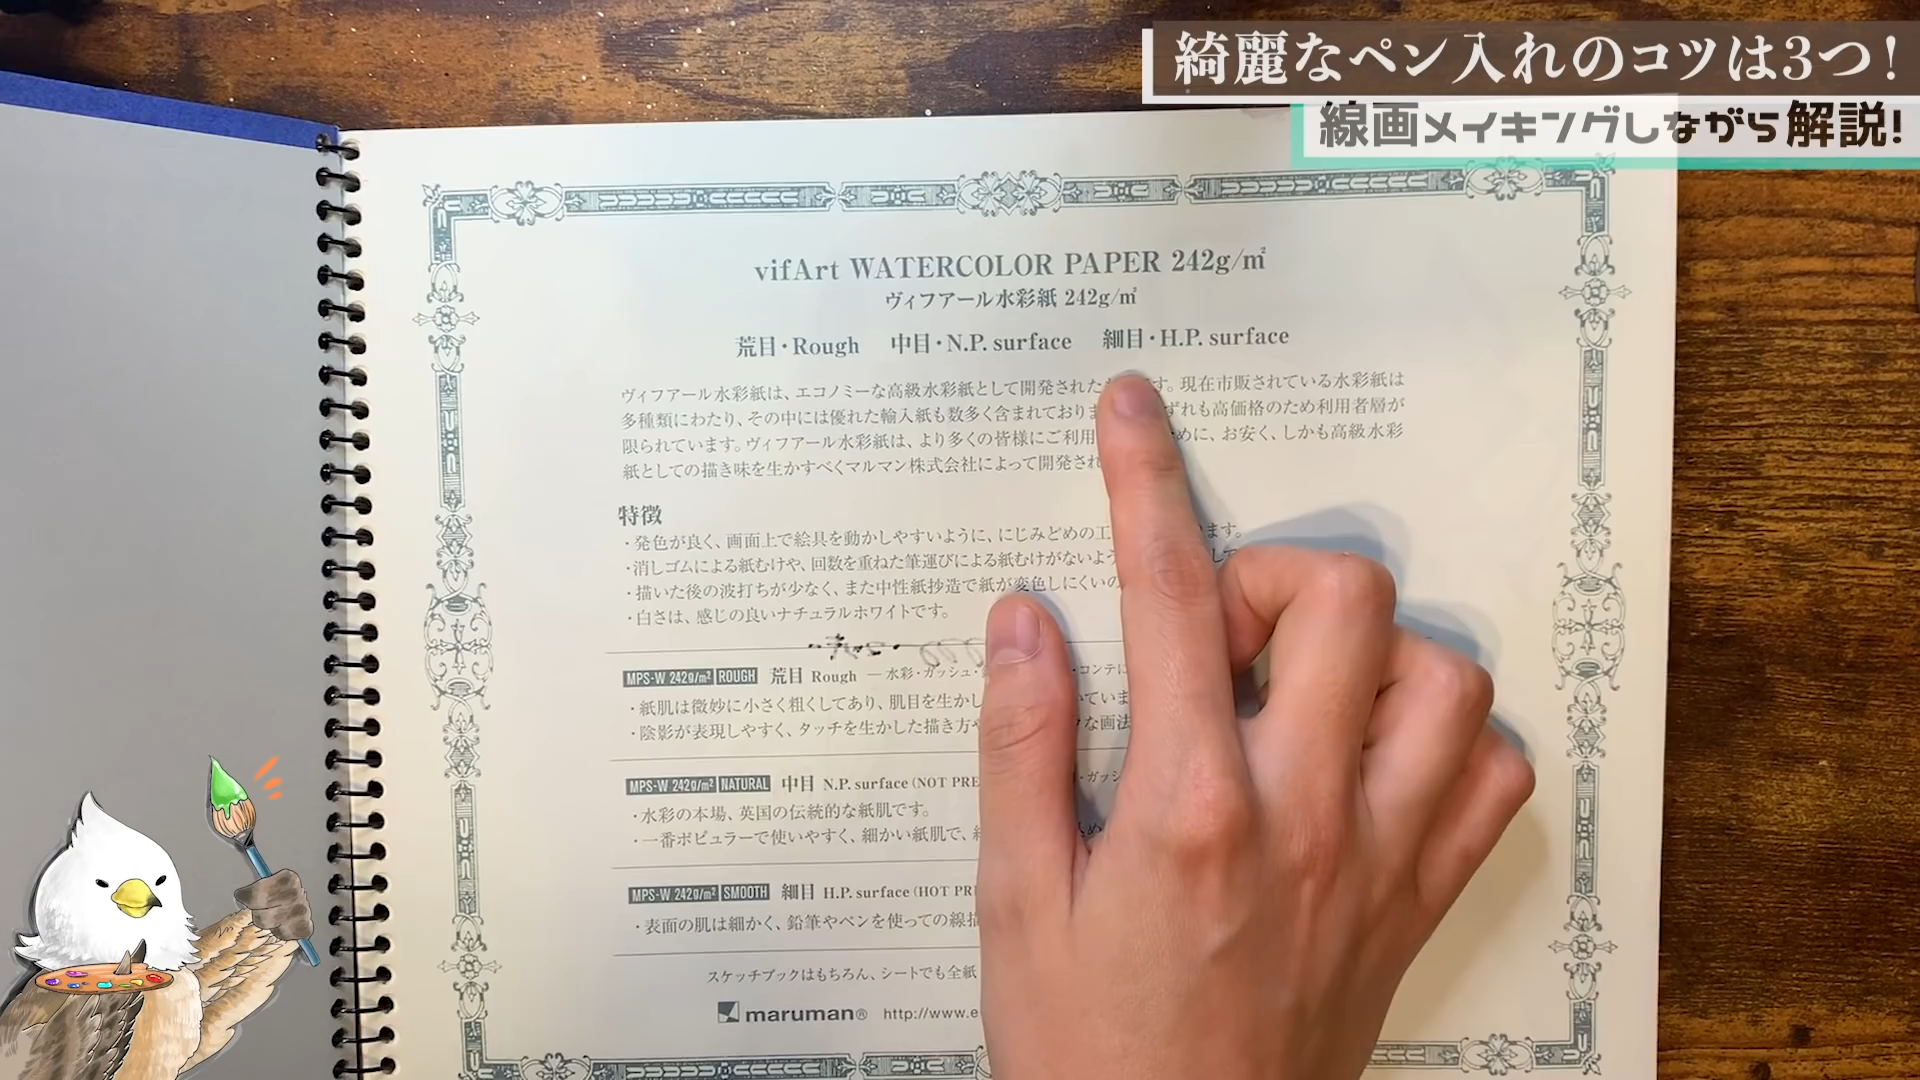 綺麗なペン入れのコツは3つ!
線画メイキングしながら解説!
vifArt WATERCOLOR PAPER 242g/㎡
ヴィフアール水彩紙 242g/㎡
荒目・Rough 中目・N.P. surface 細目・H.P. surface
ヴィフアール水彩紙は、エコノミーな高級水彩紙として開発された す。現在市販されている水彩紙は
多種類にわたり、その中には優れた輸入紙も数多く含まれており ずれも高価格のため利用者層が
限られています。ヴィフアール水彩紙は、より多くの皆様にご利用 めに、お安く、しかも高級水彩
紙としての描き味を生かすべくマルマン株式会社によって開発され
特徴
・発色が良く、画面上で絵具を動かしやすいように、にじみどめの工 ます。
・消しゴムによる紙むけや、回数を重ねた筆運びによる紙むけがないよう して
・描いた後の波打ちが少なく、また中性紙抄造で紙が変色しにくいの
・白さは、感じの良いナチュラルホワイトです。
MPS-W 242g/m² ROUGH 荒目 Rough —水彩・ガッシュ・ ・コンテに
・紙肌は微妙に小さく粗くしてあり、肌目を生かし ていま
・陰影が表現しやすく、タッチを生かした描き方や な画法
MPS-W 242g/m² NATURAL 中目 N.P. surface (NOT PRE ・ガッシ
・水彩の本場、英国の伝統的な紙肌です。
・一番ポピュラーで使いやすく、細かい紙肌で、
MPS-W 242g/m² SMOOTH 細目 H.P. surface (HOT PRE
・表面の肌は細かく、鉛筆やペンを使っての線描
スケッチブックはもちろん、シートでも全紙
maruman® http://www.e